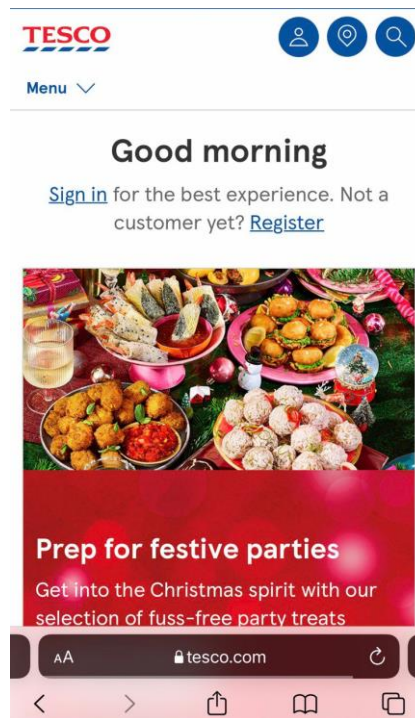 TESCO
Menu
Good morning
Sign in for the best experience. Not a
customer yet? Register
Prep for festive parties
Get into the Christmas spirit with our
selection of fuss-free party treats
AA
tesco.com